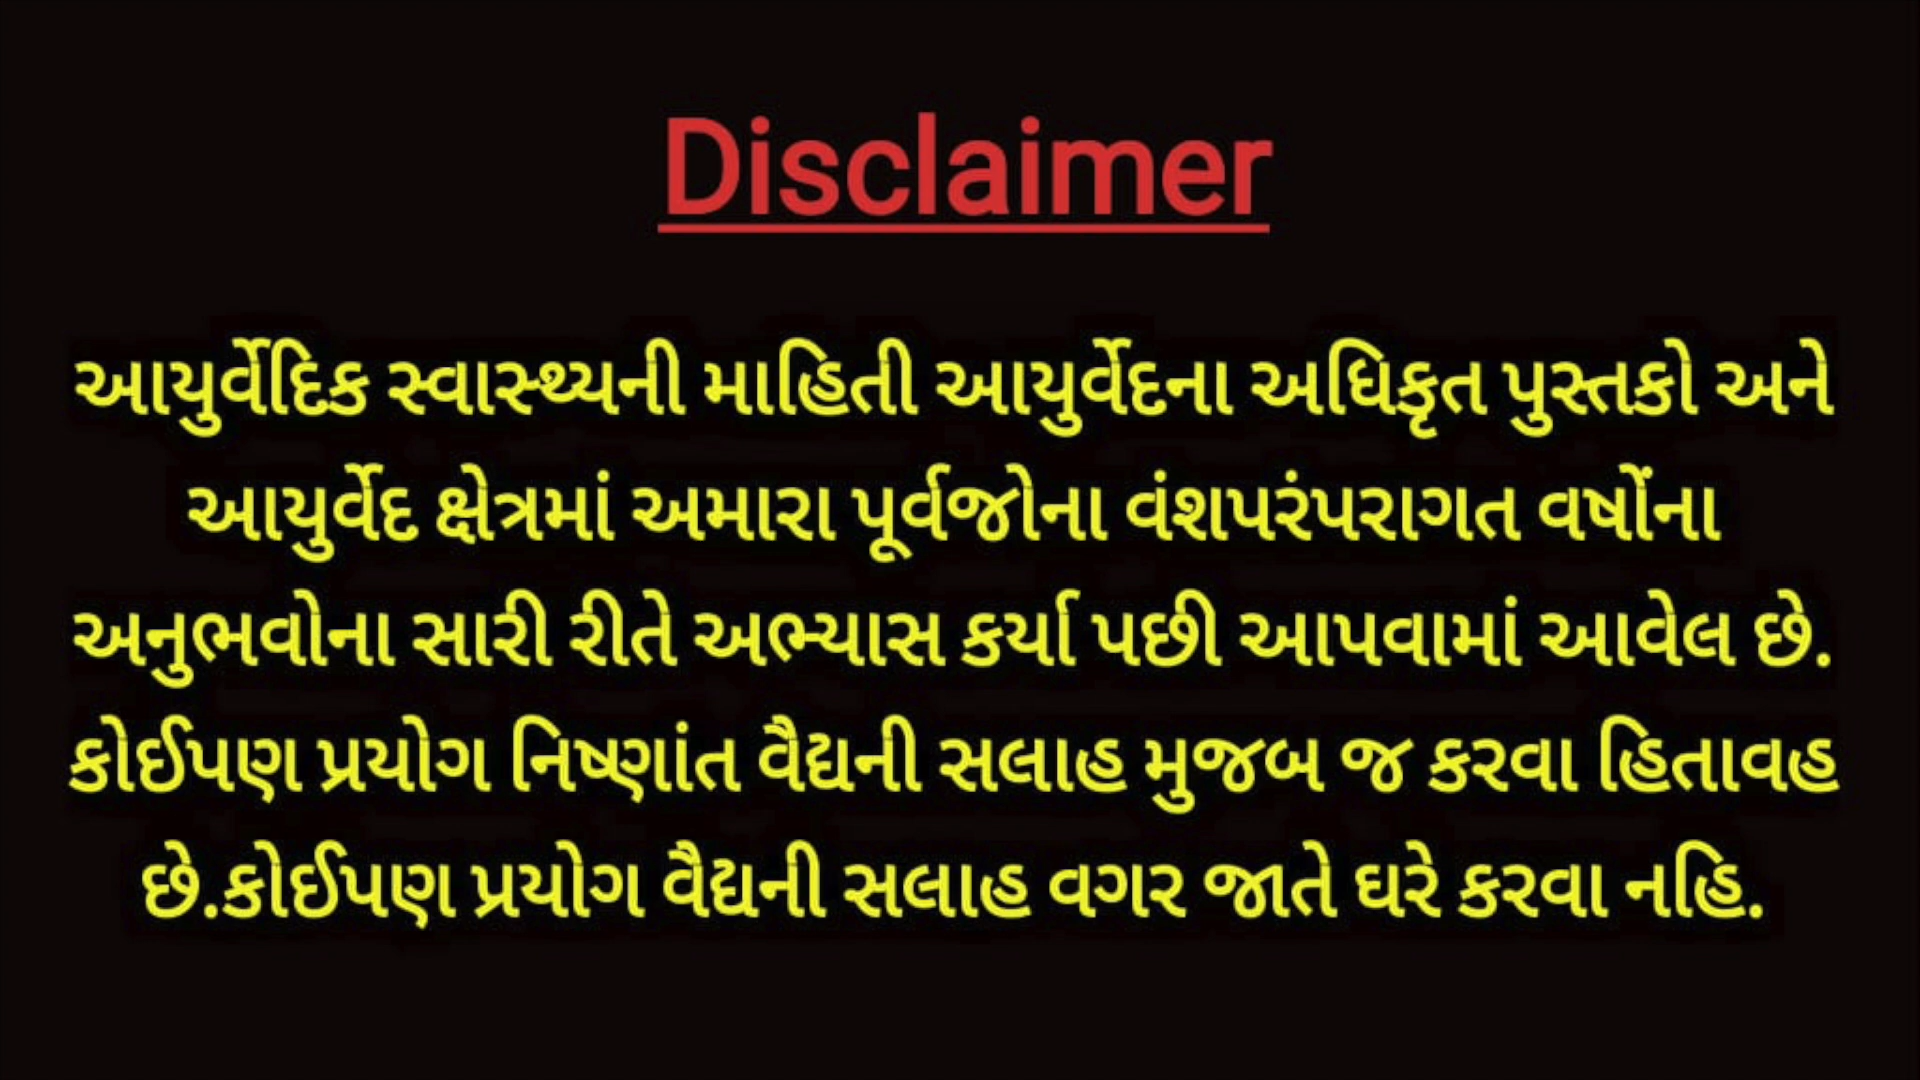 Disclaimer
આયુર્વેદિક સ્વાસ્થ્યની માહિતી આયુર્વેદના અધિકૃત પુસ્તકો અને
આયુર્વેદ ક્ષેત્રમાં અમારા પૂર્વજોના વંશપરંપરાગત વર્ષોંના
અનુભવોના સારી રીતે અભ્યાસ કર્યા પછી આપવામાં આવેલ છે.
કોઈપણ પ્રયોગ નિષ્ણાંત વૈદ્યની સલાહ મુજબ જ કરવા હિતાવહ
છે.કોઈપણ પ્રયોગ વૈદ્યની સલાહ વગર જાતે ઘરે કરવા નહિ.